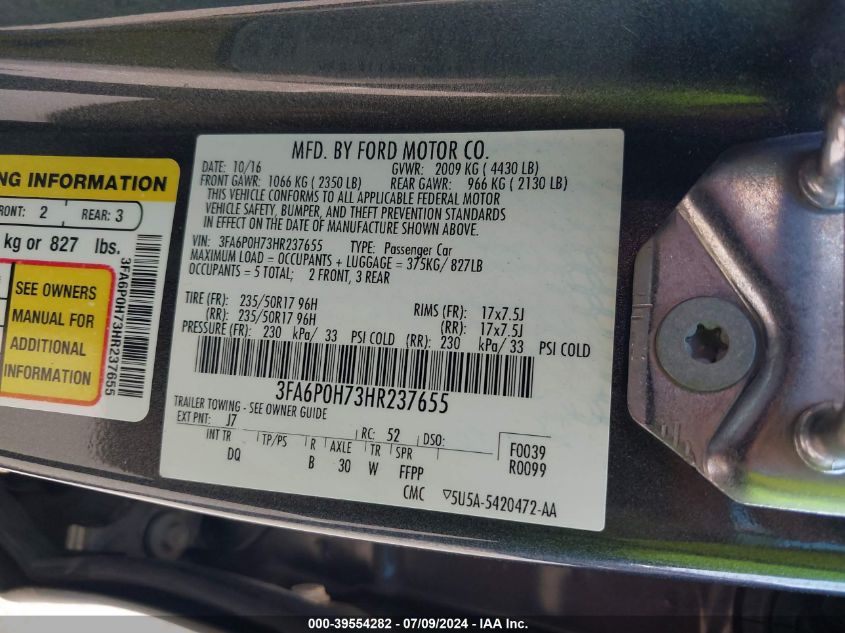 NG INFORMATION
FRONT: 2 REAR: 3
kg or 827 lbs.
SEE OWNERS
MANUAL FOR
ADDITIONAL
INFORMATION
3FA6P0H73HR237655
MFD. BY FORD MOTOR CO.
DATE: 10/16 GVWR: 2009 KG ( 4430 LB)
FRONT GAWR: 1066 KG ( 2350 LB) REAR GAWR: 966 KG ( 2130 LB)
THIS VEHICLE CONFORMS TO ALL APPLICABLE FEDERAL MOTOR
VEHICLE SAFETY, BUMPER, AND THEFT PREVENTION STANDARDS
IN EFFECT ON THE DATE OF MANUFACTURE SHOWN ABOVE.
VIN: 3FA6P0H73HR237655 TYPE: Passenger Car
MAXIMUM LOAD = OCCUPANTS + LUGGAGE = 375KG/ 827LB
OCCUPANTS = 5 TOTAL; 2 FRONT, 3 REAR
TIRE (FR): 235/50R17 96H RIMS (FR): 17x7.5J
(RR): 235/50R17 96H (RR): 17x7.5J
PRESSURE (FR): 230 kPa/ 33 PSI COLD (RR): 230 kPa/ 33 PSI COLD
3FA6P0H73HR237655
TRAILER TOWING - SEE OWNER GUIDE
EXT PNT: J7 RC: 52 DSO:
INT TR TP/PS R AXLE TR SPR F0039
DQ B 30 W FFPP R0099
CMC ▽5U5A-5420472-AA
000-39554282 - 07/09/2024 - IAA Inc.